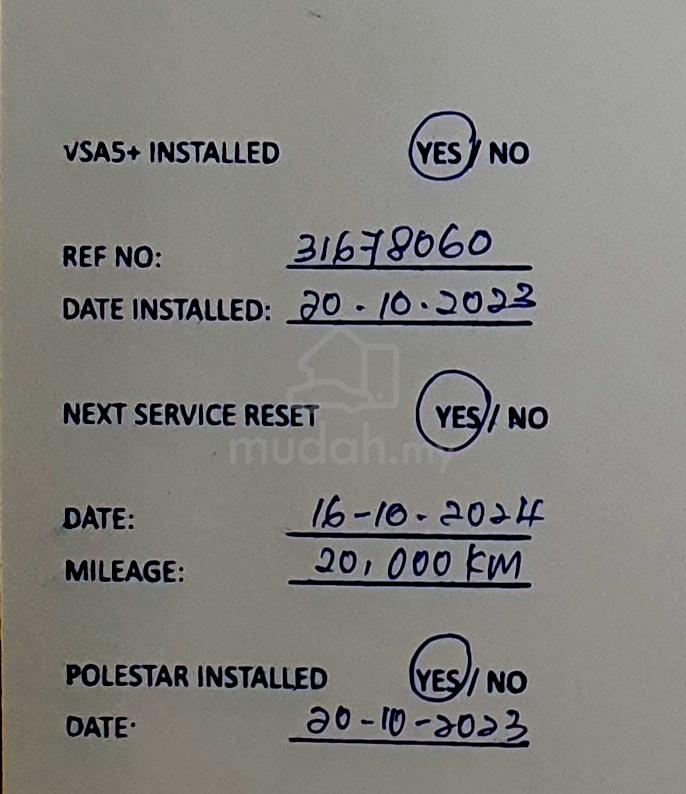 VSA5+ INSTALLED YES / NO
REF NO: 31678060
DATE INSTALLED: 20.10.2023
NEXT SERVICE RESET YES / NO
mudah.my
DATE: 16-10-2024
MILEAGE: 20,000 KM
POLESTAR INSTALLED YES / NO
DATE: 20-10-2023